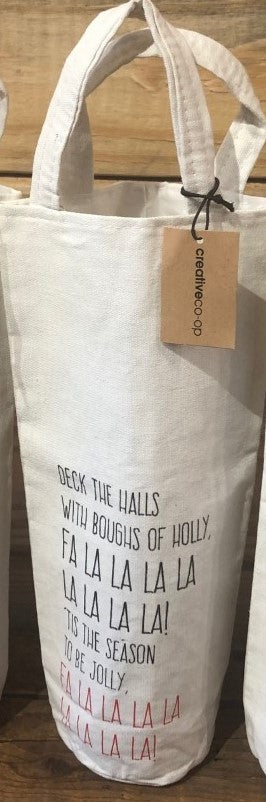 creativeco-op
DECK THE HALLS
WITH BOUGHS OF HOLLY,
FA LA LA LA LA
LA LA LA LA!
'TIS THE SEASON
TO BE JOLLY,
FA LA LA LA LA
LA LA LA LA!